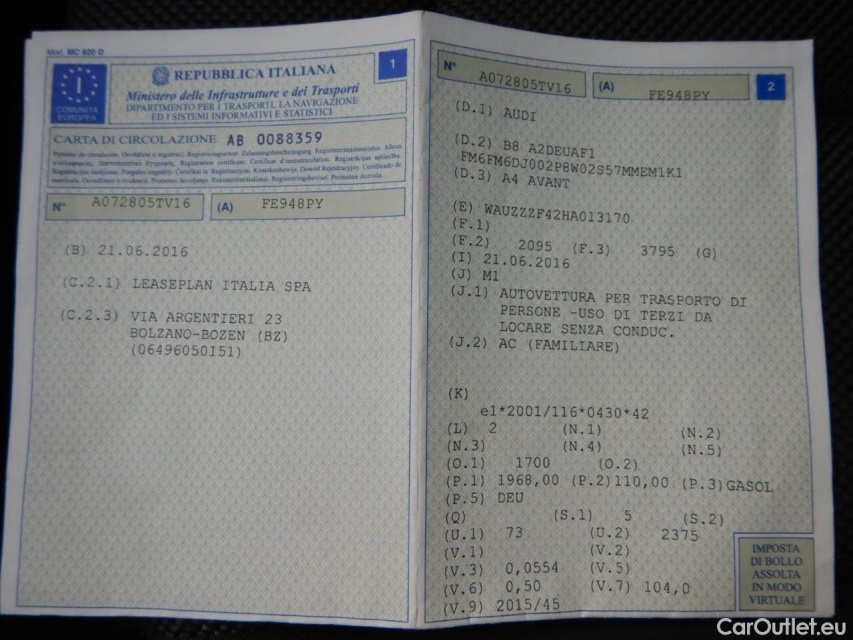 Mod. MC 820 D
COMUNITÀ
EUROPEA
I
REPUBBLICA ITALIANA
Ministero delle Infrastrutture e dei Trasporti
DIPARTIMENTO PER I TRASPORTI, LA NAVIGAZIONE
ED I SISTEMI INFORMATIVI E STATISTICI
1
CARTA DI CIRCOLAZIONE AB 0088359
N° A072805TV16 (A) FE948PY
(B) 21.06.2016
(C.2.1) LEASEPLAN ITALIA SPA
(C.2.3) VIA ARGENTIERI 23
BOLZANO-BOZEN (BZ)
(06496050151)
N° A072805TV16 (A) FE948PY
2
(D.1) AUDI
(D.2) B8 A2DEUAF1
FM6FM6DJ002P8W02S57MMEM1K1
(D.3) A4 AVANT
(E) WAUZZZF42HA013170
(F.1)
(F.2) 2095 (F.3) 3795 (G)
(I) 21.06.2016
(J) M1
(J.1) AUTOVETTURA PER TRASPORTO DI
PERSONE -USO DI TERZI DA
LOCARE SENZA CONDUC.
(J.2) AC (FAMILIARE)
(K)
e1*2001/116*0430*42
(L) 2 (N.1) (N.2)
(N.3) (N.4) (N.5)
(O.1) 1700 (O.2)
(P.1) 1968,00 (P.2)110,00 (P.3)GASOL
(P.5) DEU
(Q) (S.1) 5 (S.2)
(U.1) 73 (U.2) 2375
(V.1) (V.2)
(V.3) 0,0554 (V.5)
(V.6) 0,50 (V.7) 104,0
(V.9) 2015/45
IMPOSTA
DI BOLLO
ASSOLTA
IN MODO
VIRTUALE
CarOutlet.eu